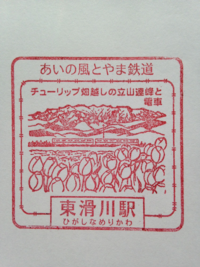 あいの風とやま鉄道
チューリップ畑越しの立山連峰と
電車
東滑川駅
ひがしなめりかわ